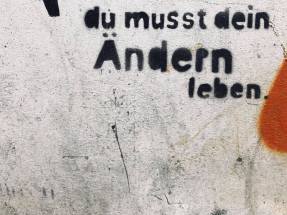 du musst dein
Ändern
leben.